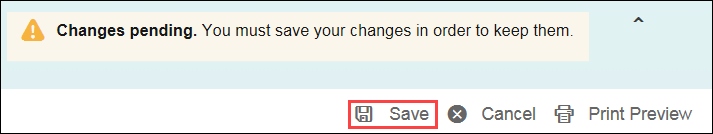 Changes pending. You must save your changes in order to keep them.
Save Cancel Print Preview